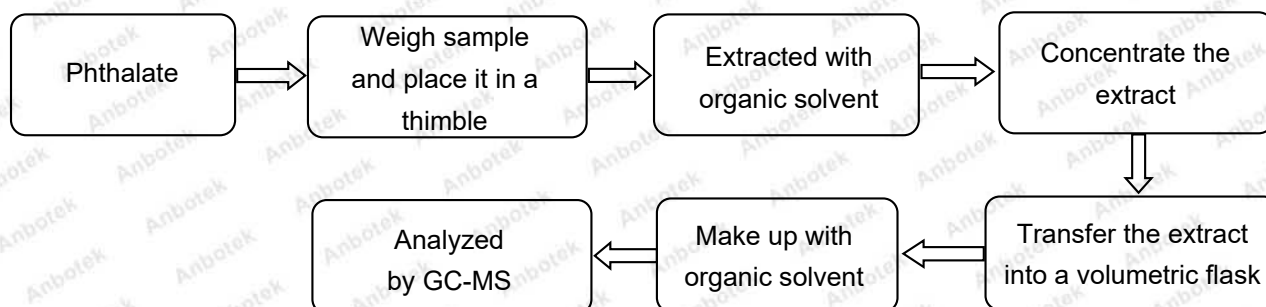 Phthalate
Weigh sample
and place it in a
thimble
Extracted with
organic solvent
Concentrate the
extract
Transfer the extract
into a volumetric flask
Make up with
organic solvent
Analyzed
by GC-MS
Anbotek